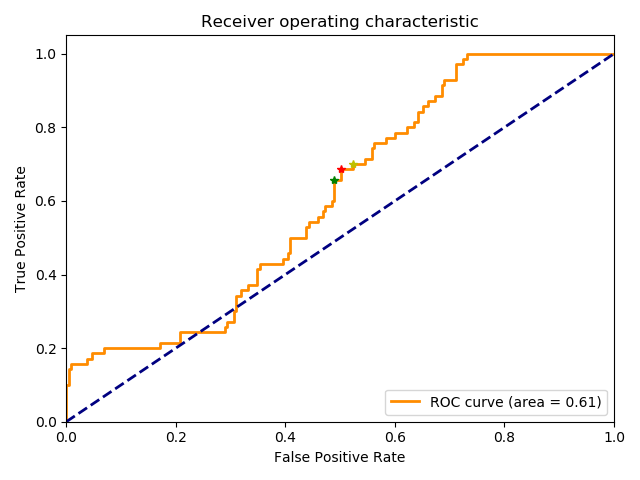 Receiver operating characteristic
True Positive Rate
1.0
0.8
0.6
0.4
0.2
0.0
0.0 0.2 0.4 0.6 0.8 1.0
False Positive Rate
ROC curve (area = 0.61)